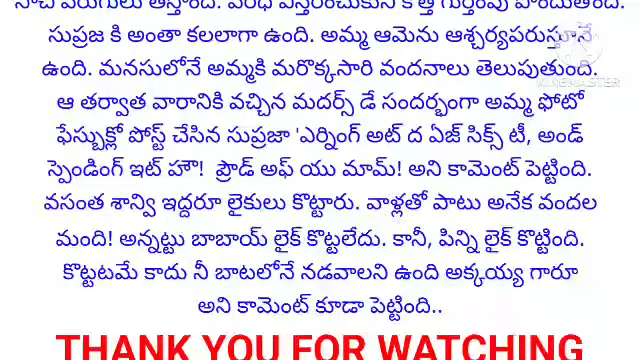 సుప్రజ కి అంతా కలలాగా ఉంది. అమ్మ ఆమెను ఆశ్చర్యపరుస్తూనే
ఉంది. మనసులోనే అమ్మకి మరొక్కసారి వందనాలు తెలుపుతుంది.
KINEMASTER
ఆ తర్వాత వారానికి వచ్చిన మదర్స్ డే సందర్భంగా అమ్మ ఫోటో
ఫేస్బుక్లో పోస్ట్ చేసిన సుప్రజా 'ఎర్నింగ్ అట్ ద ఏజ్ సిక్స్ టీ, అండ్
స్పెండింగ్ ఇట్ హౌ! ప్రౌడ్ అఫ్ యు మామ్! అని కామెంట్ పెట్టింది.
వసంత శాన్వి ఇద్దరూ లైకులు కొట్టారు. వాళ్లతో పాటు అనేక వందల
మంది! అన్నట్టు బాబాయ్ లైక్ కొట్టలేదు. కానీ, పిన్ని లైక్ కొట్టింది.
కొట్టటమే కాదు నీ బాటలోనే నడవాలని ఉంది అక్కయ్య గారూ
అని కామెంట్ కూడా పెట్టింది..
THANK YOU FOR WATCHING